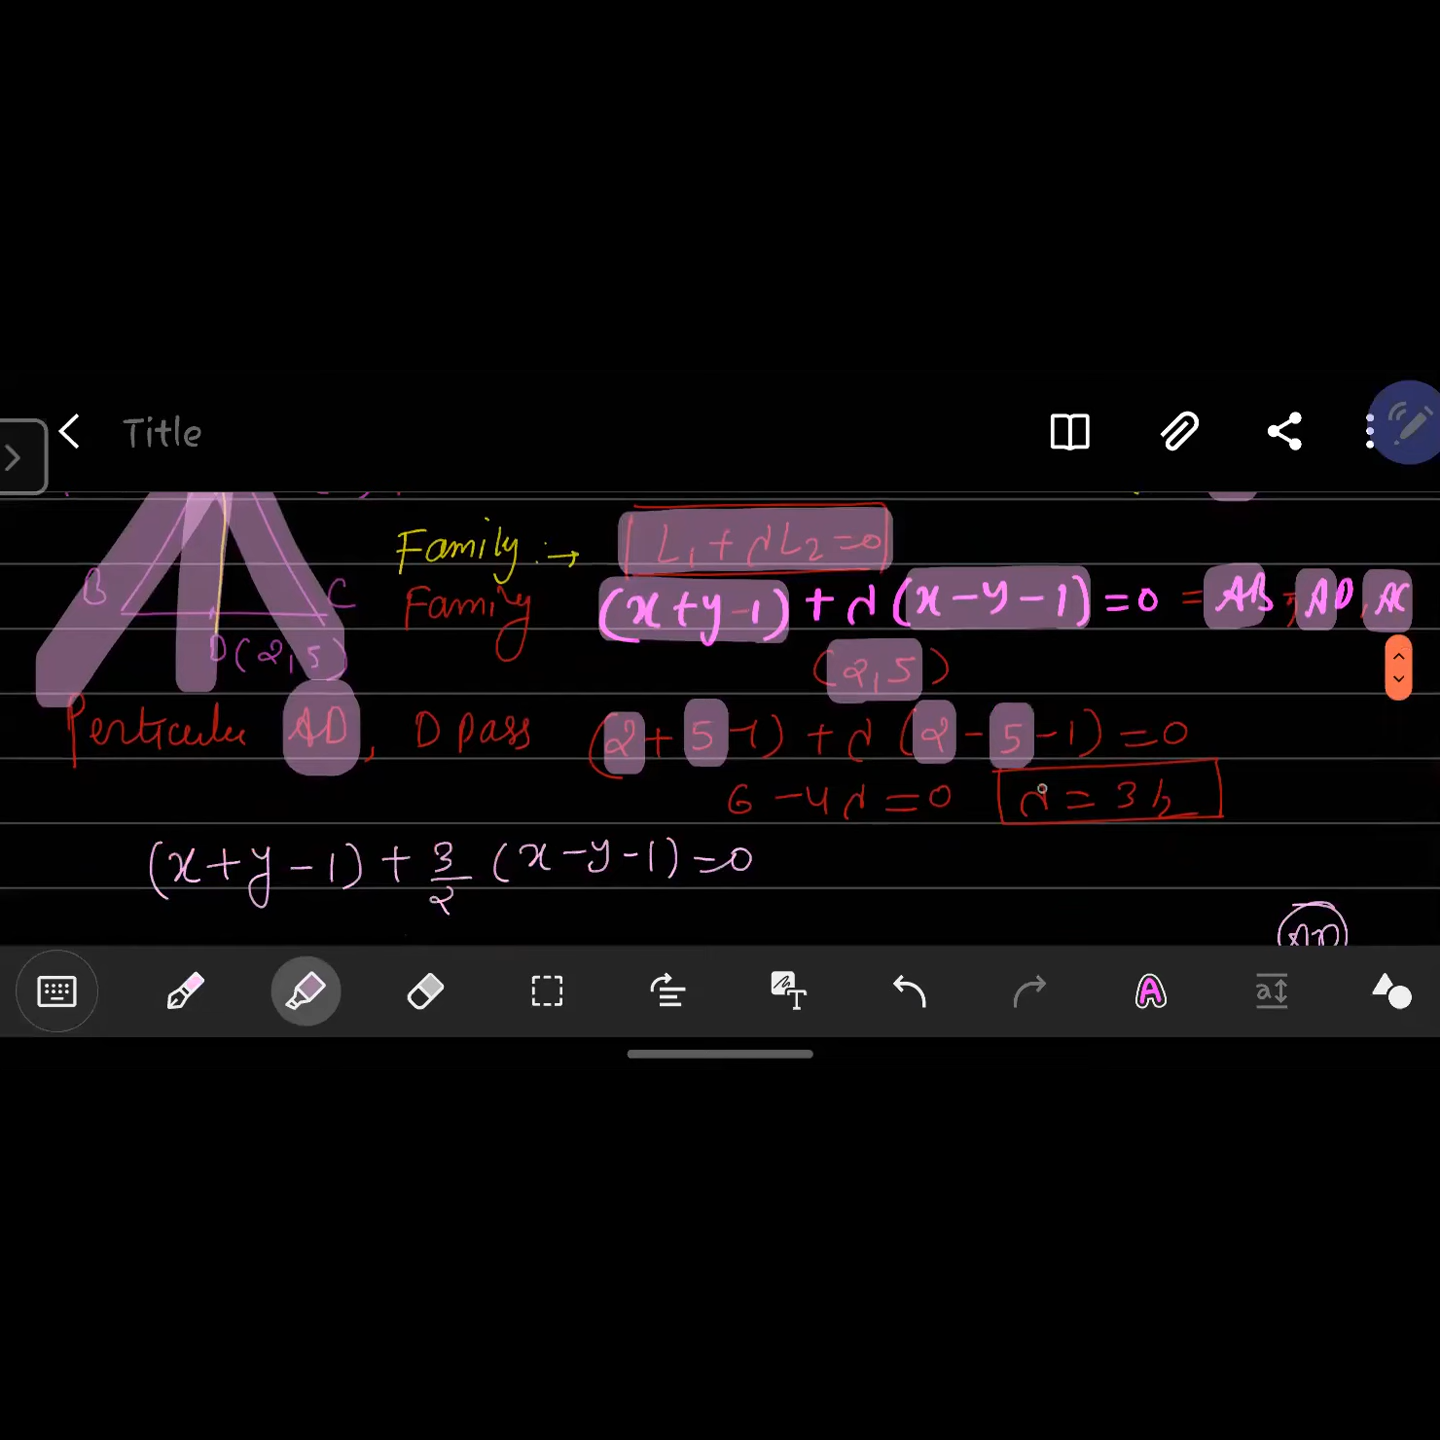 Title
Family :→ L₁ + λL₂ = 0
B
C
Family (x+y-1) + λ(x-y-1) = 0 = AB, AD, AC
D(2,5)
(2,5)
Perticuler AD, D pass (2+5-1) + λ(2-5-1) = 0
6 - 4λ = 0 λ = 3/2
(x+y-1) + 3/2 (x-y-1) = 0